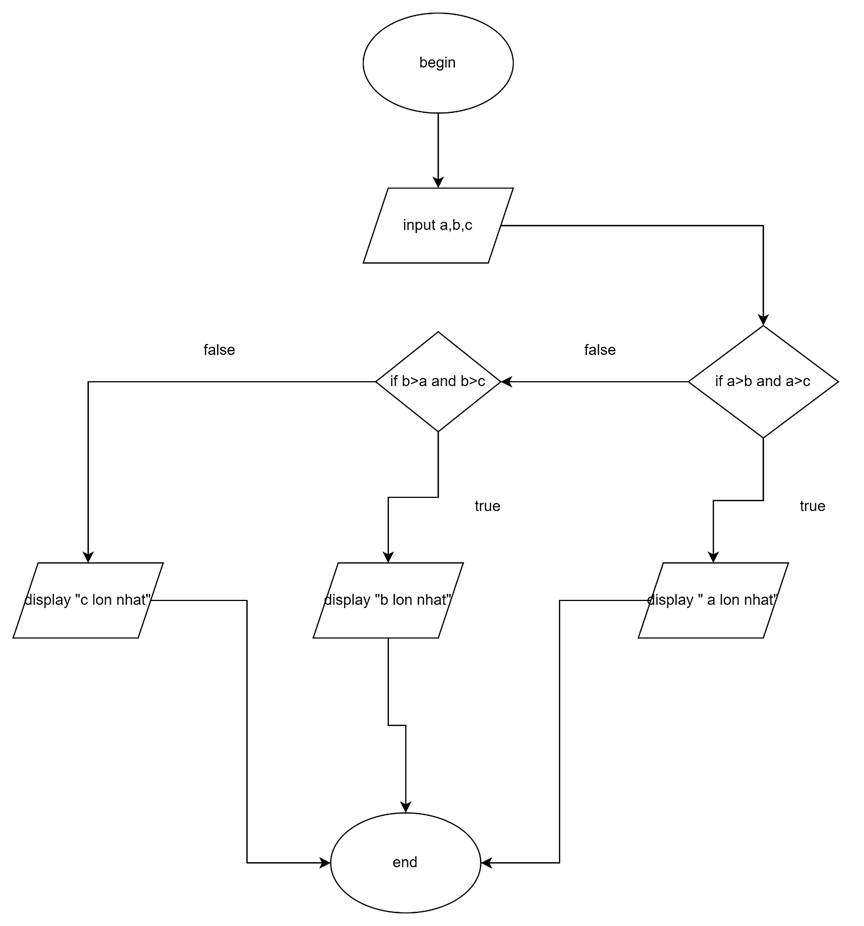 begin
input a,b,c
false
false
if b>a and b>c
if a>b and a>c
true
true
display "c lon nhat"
display "b lon nhat"
display " a lon nhat"
end